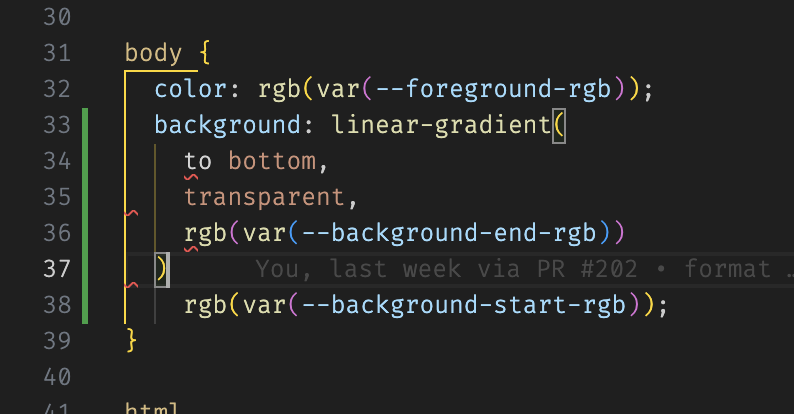 30
31 body {
32 color: rgb(var(--foreground-rgb));
33 background: linear-gradient(
34 to bottom,
35 transparent,
36 rgb(var(--background-end-rgb))
37 ) You, last week via PR #202 • format …
38 rgb(var(--background-start-rgb));
39 }
40
41 html